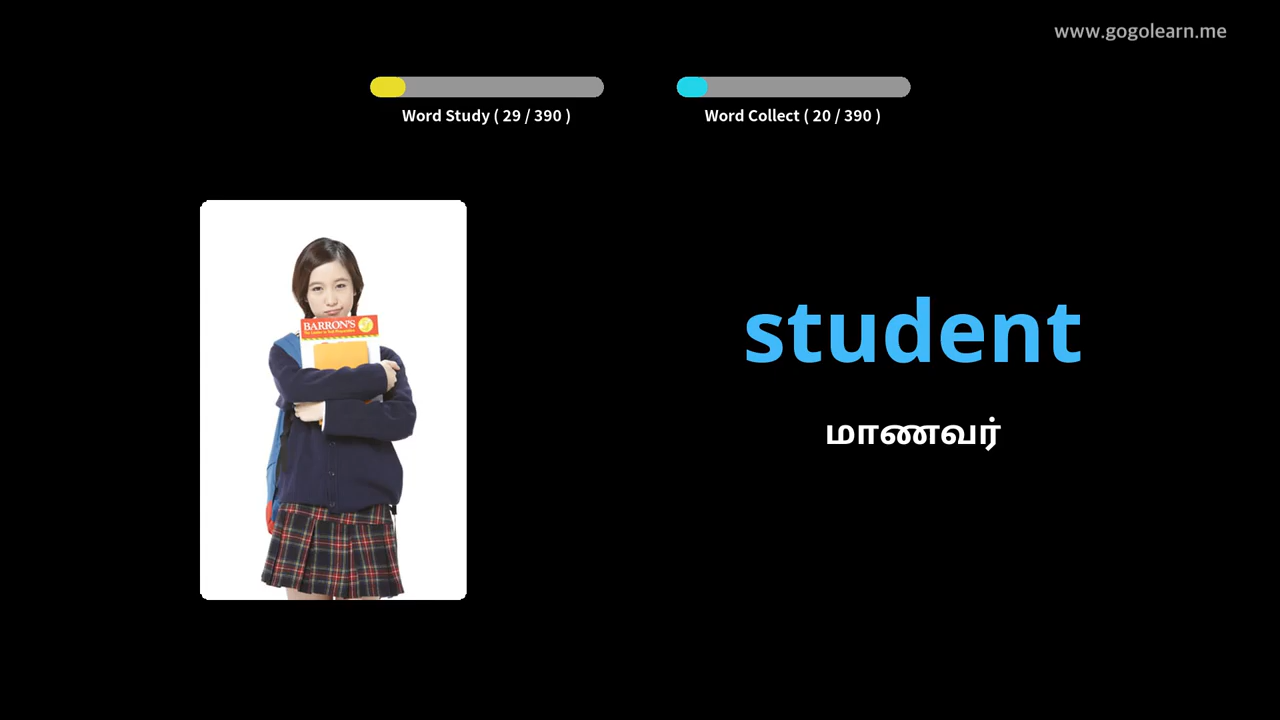 www.gogolearn.me
Word Study ( 29 / 390 )
Word Collect ( 20 / 390 )
BARRON'S
student
மாணவர்